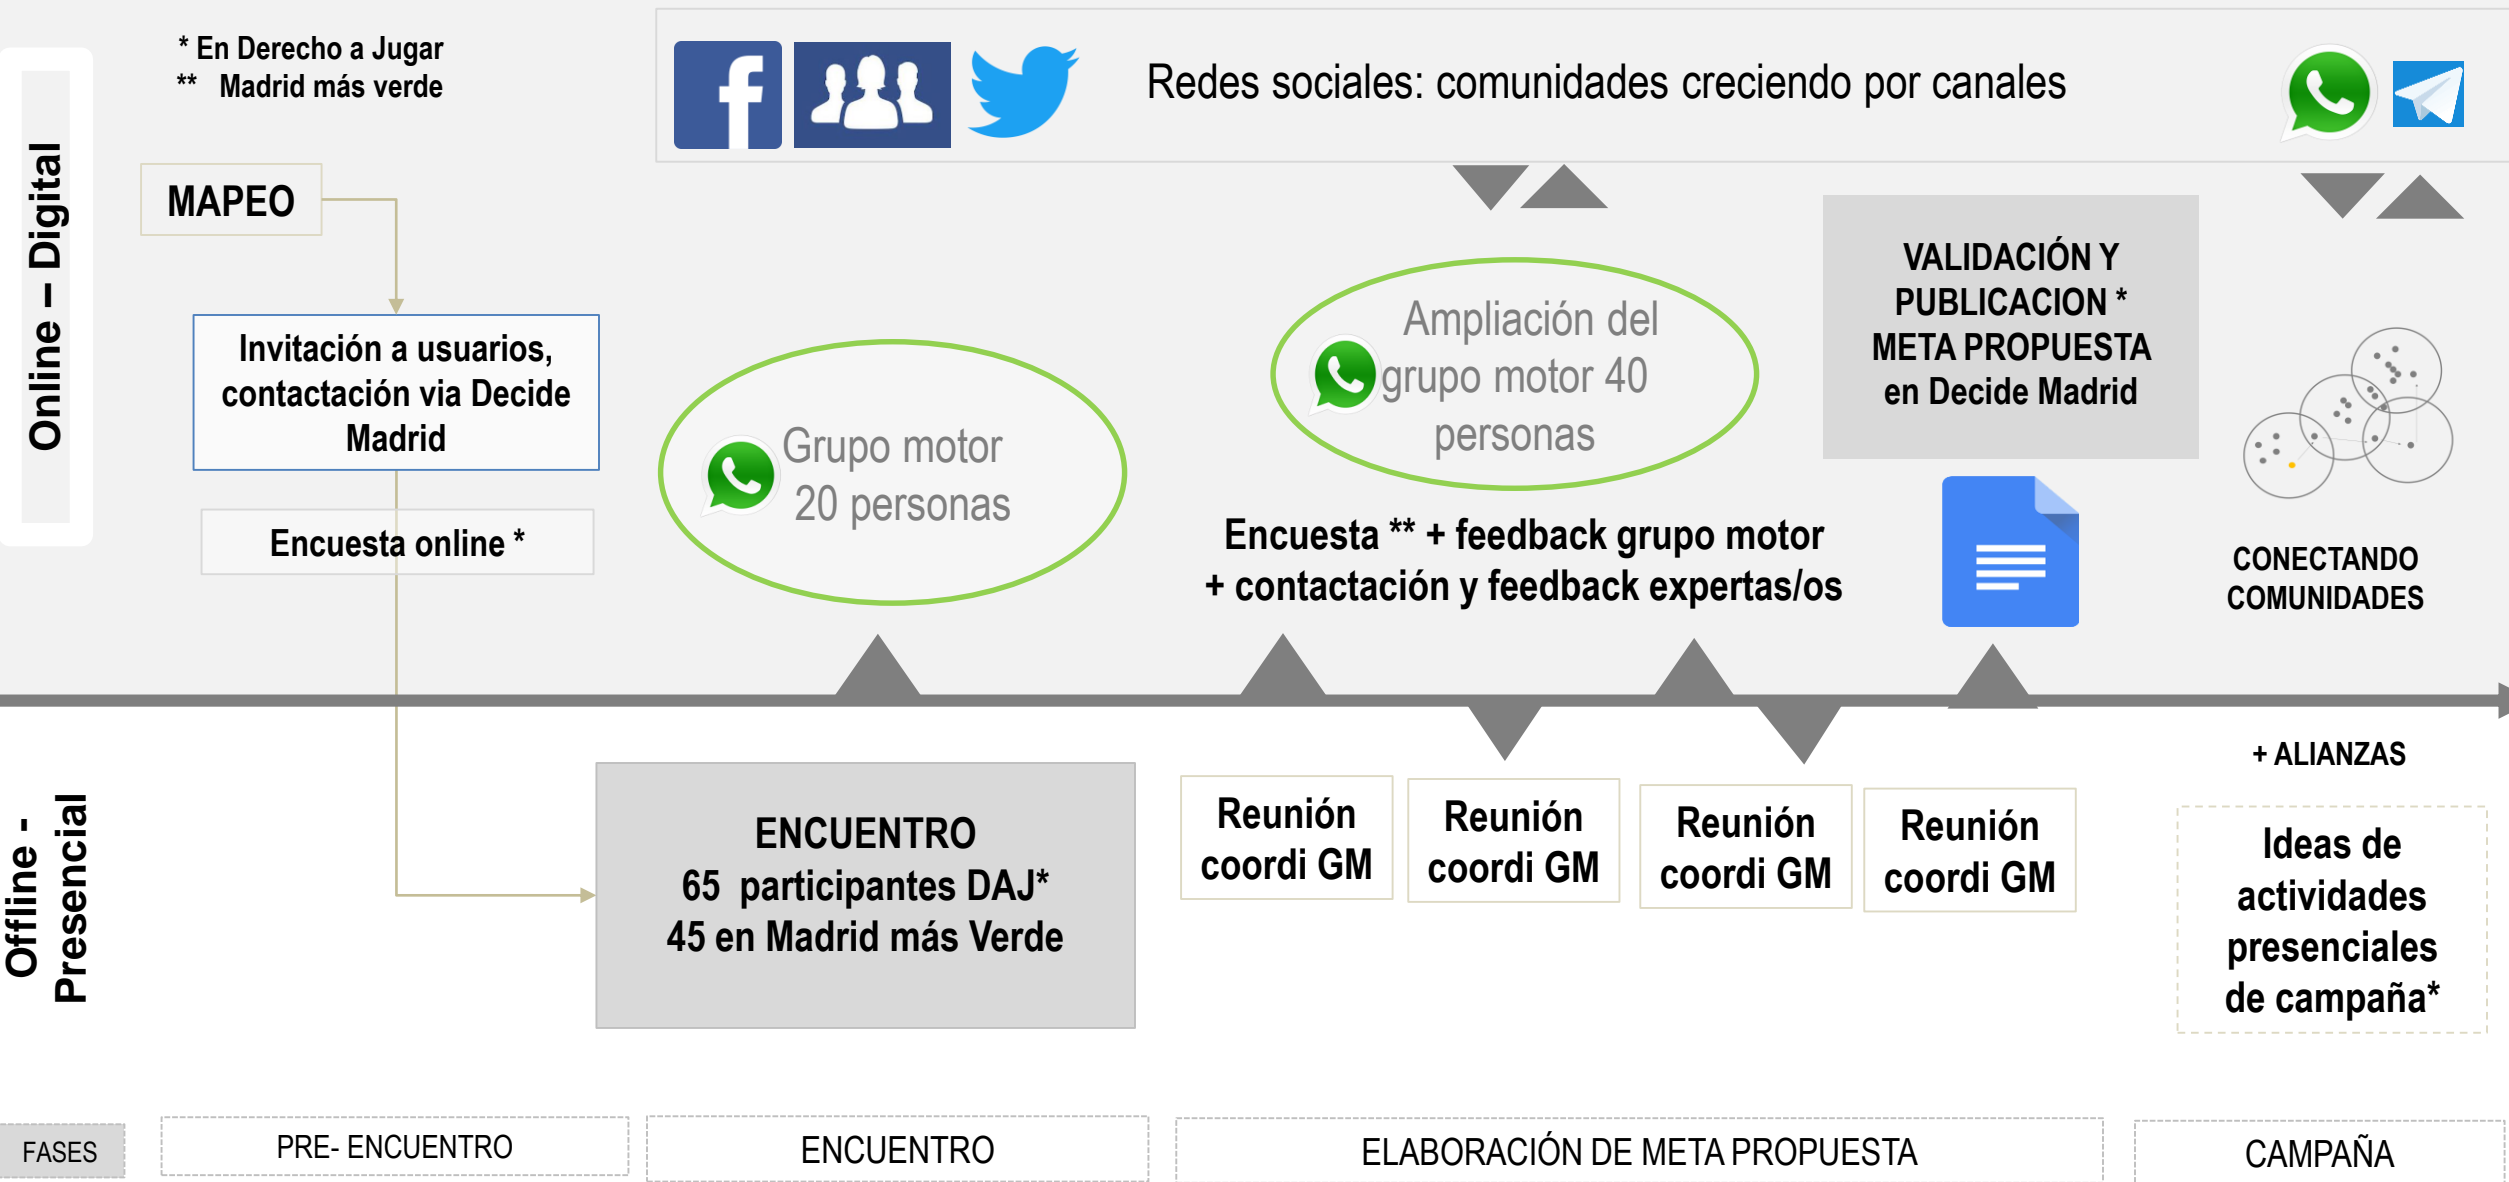 * En Derecho a Jugar
** Madrid más verde
Redes sociales: comunidades creciendo por canales
Online – Digital
MAPEO
Invitación a usuarios,
contactación via Decide
Madrid
Encuesta online *
Grupo motor
20 personas
Ampliación del
grupo motor 40
personas
Encuesta ** + feedback grupo motor
+ contactación y feedback expertas/os
VALIDACIÓN Y
PUBLICACION *
META PROPUESTA
en Decide Madrid
CONECTANDO
COMUNIDADES
Offline -
Presencial
ENCUENTRO
65 participantes DAJ*
45 en Madrid más Verde
Reunión
coordi GM
Reunión
coordi GM
Reunión
coordi GM
Reunión
coordi GM
+ ALIANZAS
Ideas de
actividades
presenciales
de campaña*
FASES
PRE- ENCUENTRO
ENCUENTRO
ELABORACIÓN DE META PROPUESTA
CAMPAÑA